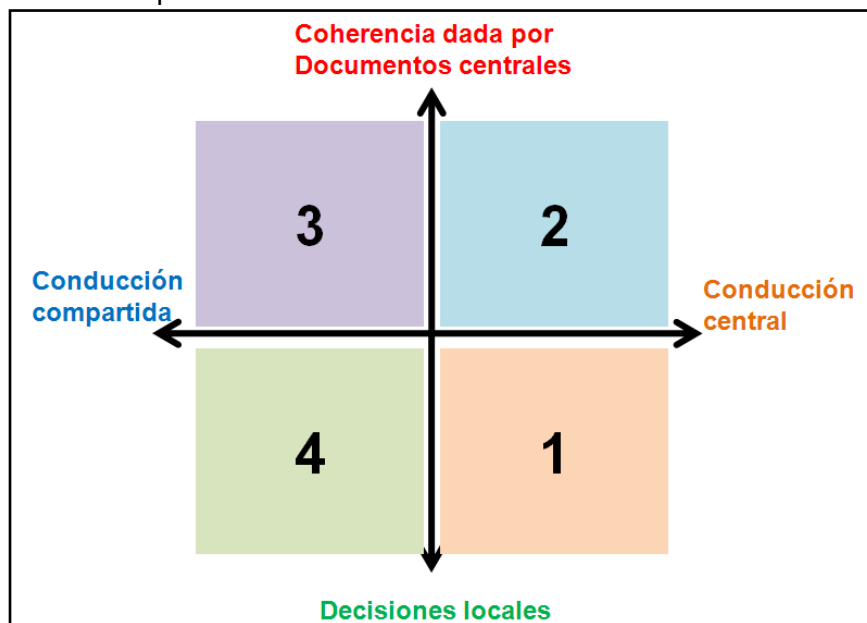 Coherencia dada por
Documentos centrales
3
2
Conducción
compartida
Conducción
central
4
1
Decisiones locales